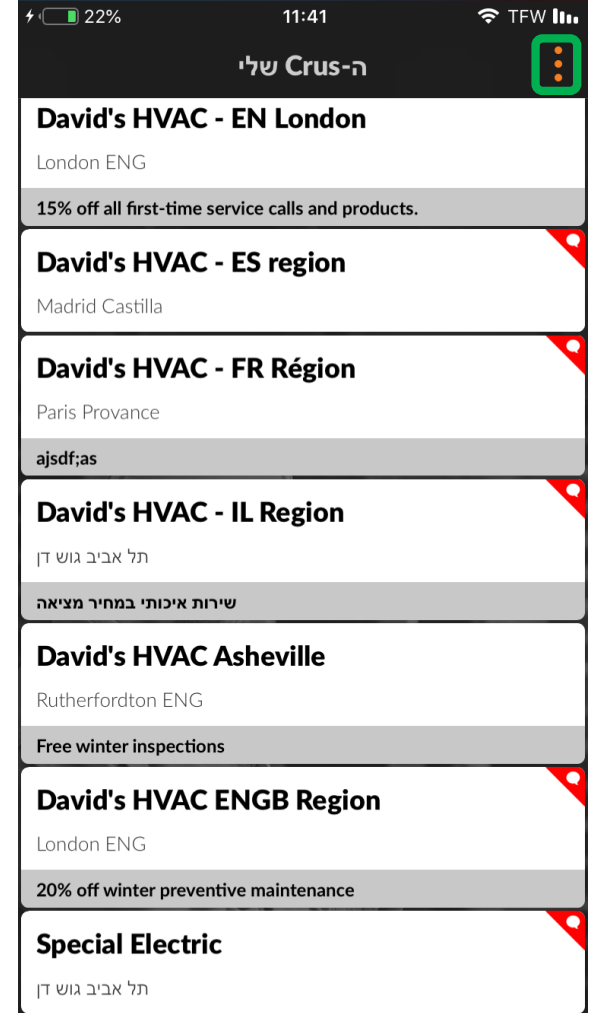 22% 11:41 TFW
ה-Crus שלי
David's HVAC - EN London
London ENG
15% off all first-time service calls and products.
David's HVAC - ES region
Madrid Castilla
David's HVAC - FR Région
Paris Provance
ajsdf;as
David's HVAC - IL Region
תל אביב גוש דן
שירות איכותי במחיר מציאה
David's HVAC Asheville
Rutherfordton ENG
Free winter inspections
David's HVAC ENGB Region
London ENG
20% off winter preventive maintenance
Special Electric
תל אביב גוש דן